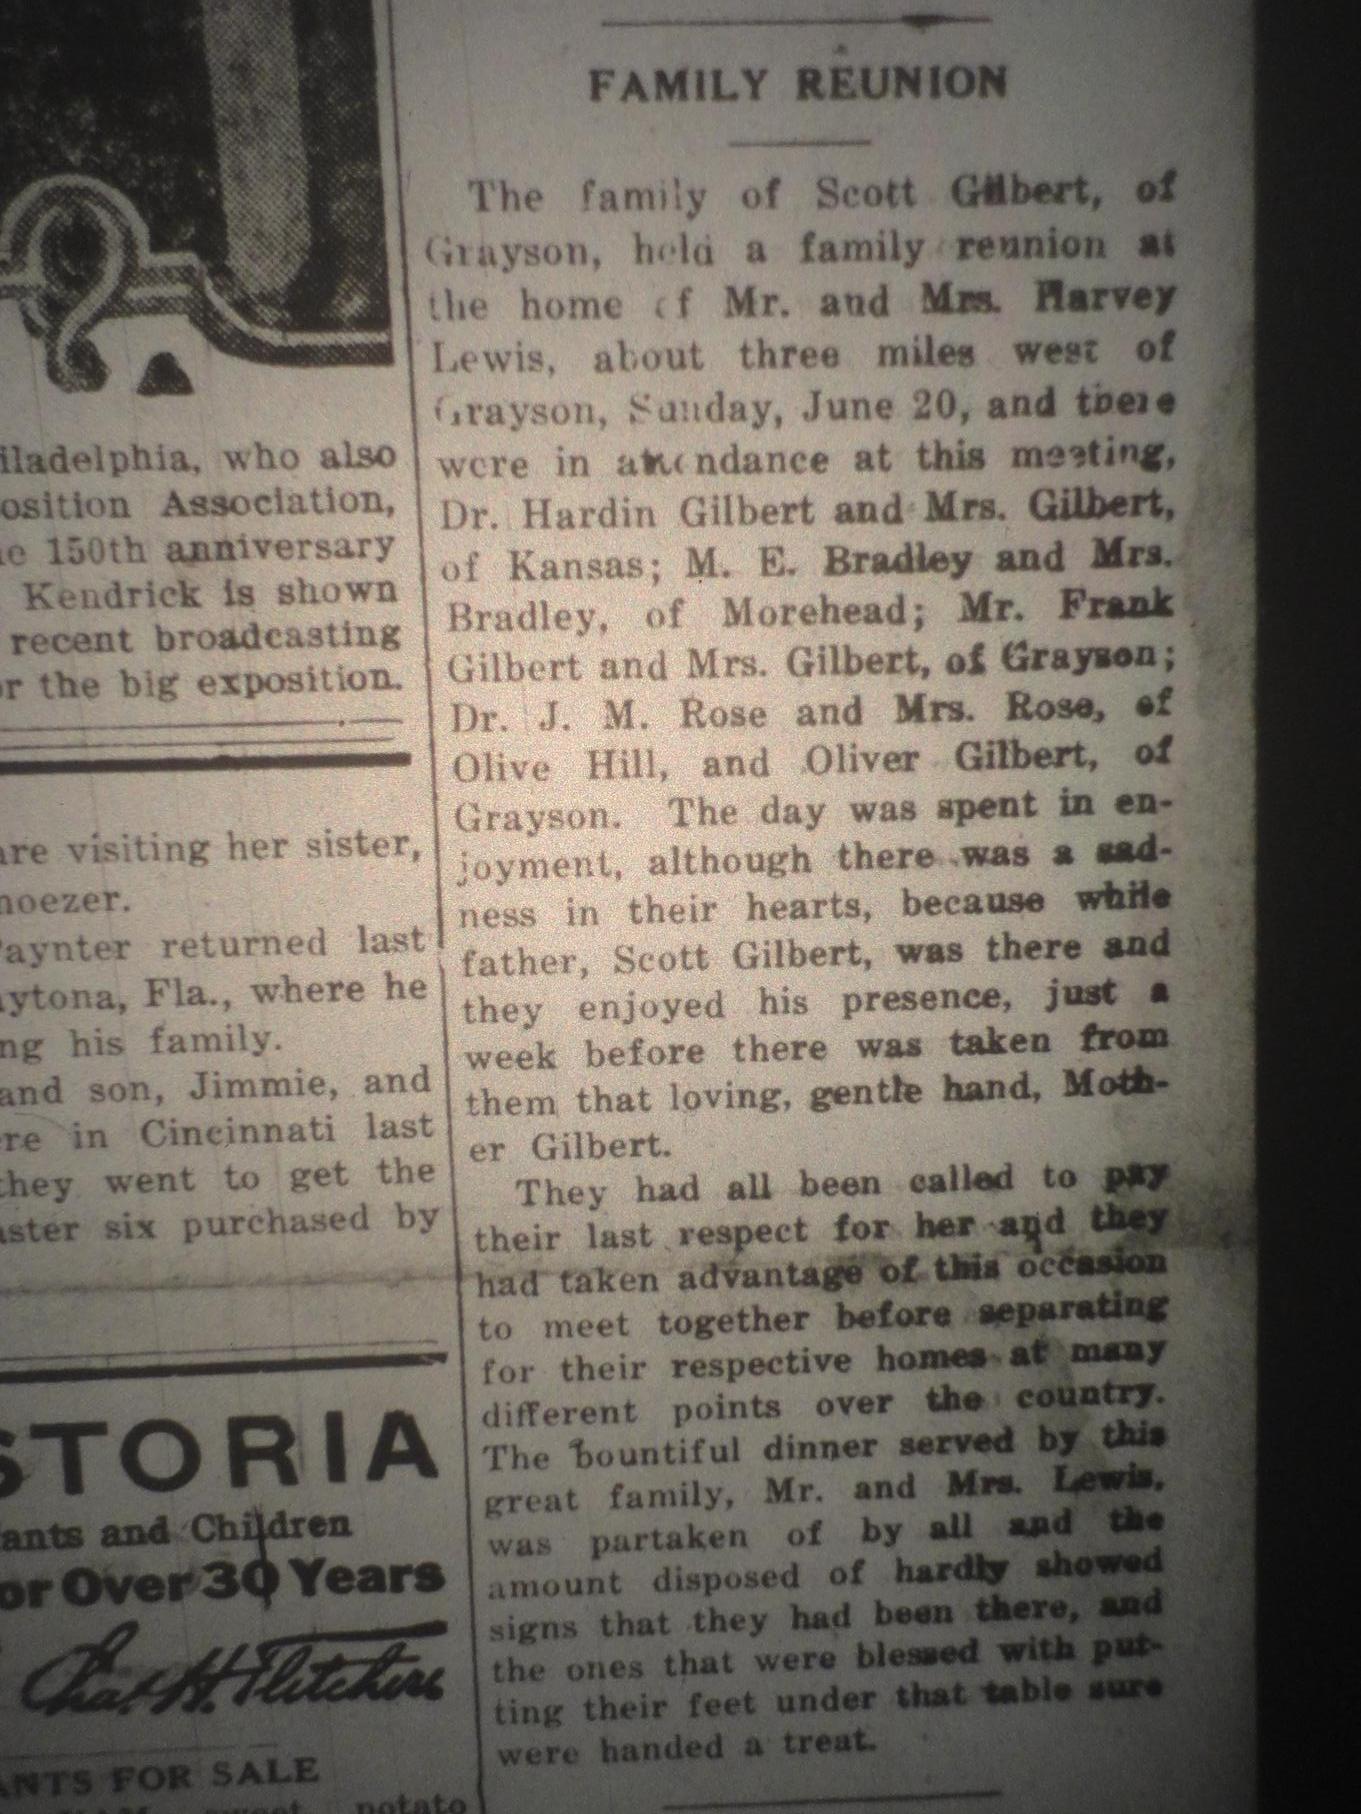 iladelphia, who also
osition Association,
150th anniversary
Kendrick is shown
recent broadcasting
or the big exposition.
are visiting her sister,
noezer.
Paynter returned last
aytona, Fla., where he
ng his family.
and son, Jimmie, and
ere in Cincinnati last
they went to get the
aster six purchased by
STORIA
ants and Children
or Over 30 Years
Chas. H. Fletcher
ANTS FOR SALE
sweet potato
FAMILY REUNION
The family of Scott Gilbert, of
Grayson, held a family reunion at
the home of Mr. and Mrs. Harvey
Lewis, about three miles west of
Grayson, Sunday, June 20, and there
were in attendance at this meeting,
Dr. Hardin Gilbert and Mrs. Gilbert,
of Kansas; M. E. Bradley and Mrs.
Bradley, of Morehead; Mr. Frank
Gilbert and Mrs. Gilbert, of Grayson;
Dr. J. M. Rose and Mrs. Rose, of
Olive Hill, and Oliver Gilbert, of
Grayson. The day was spent in en-
joyment, although there was a sad-
ness in their hearts, because while
father, Scott Gilbert, was there and
they enjoyed his presence, just a
week before there was taken from
them that loving, gentle hand, Moth-
er Gilbert.
They had all been called to pay
their last respect for her and they
had taken advantage of this occasion
to meet together before separating
for their respective homes at many
different points over the country.
The bountiful dinner served by this
great family, Mr. and Mrs. Lewis,
was partaken of by all and the
amount disposed of hardly showed
signs that they had been there, and
the ones that were blessed with put-
ting their feet under that table sure
were handed a treat.